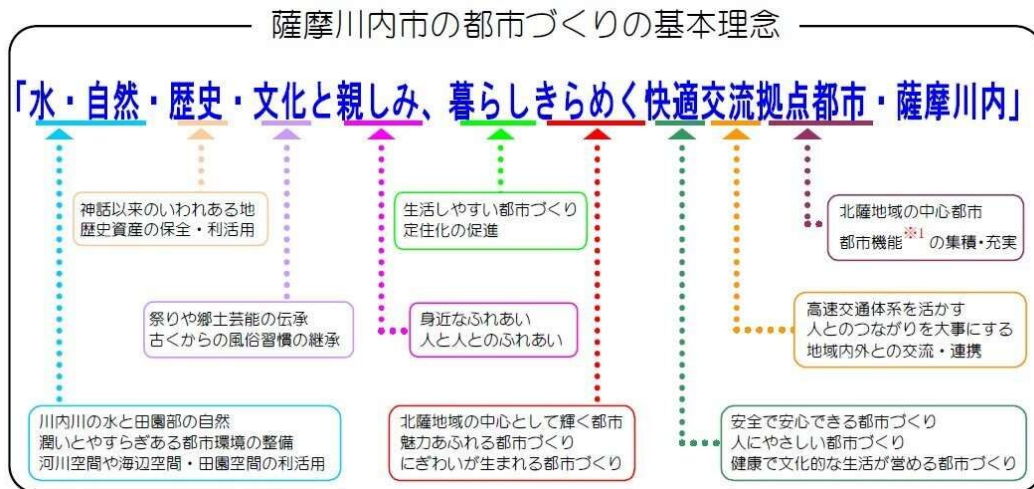 薩摩川内市の都市づくりの基本理念
「水・自然・歴史・文化と親しみ、暮らしきらめく快適交流拠点都市・薩摩川内」
神話以来のいわれある地
歴史資産の保全・利活用
生活しやすい都市づくり
定住化の促進
北薩地域の中心都市
都市機能※1 の集積・充実
祭りや郷土芸能の伝承
古くからの風俗習慣の継承
身近なふれあい
人と人とのふれあい
高速交通体系を活かす
人とのつながりを大事にする
地域内外との交流・連携
川内川の水と田園部の自然
潤いとやすらぎある都市環境の整備
河川空間や海辺空間・田園空間の利活用
北薩地域の中心として輝く都市
魅力あふれる都市づくり
にぎわいが生まれる都市づくり
安全で安心できる都市づくり
人にやさしい都市づくり
健康で文化的な生活が営める都市づくり